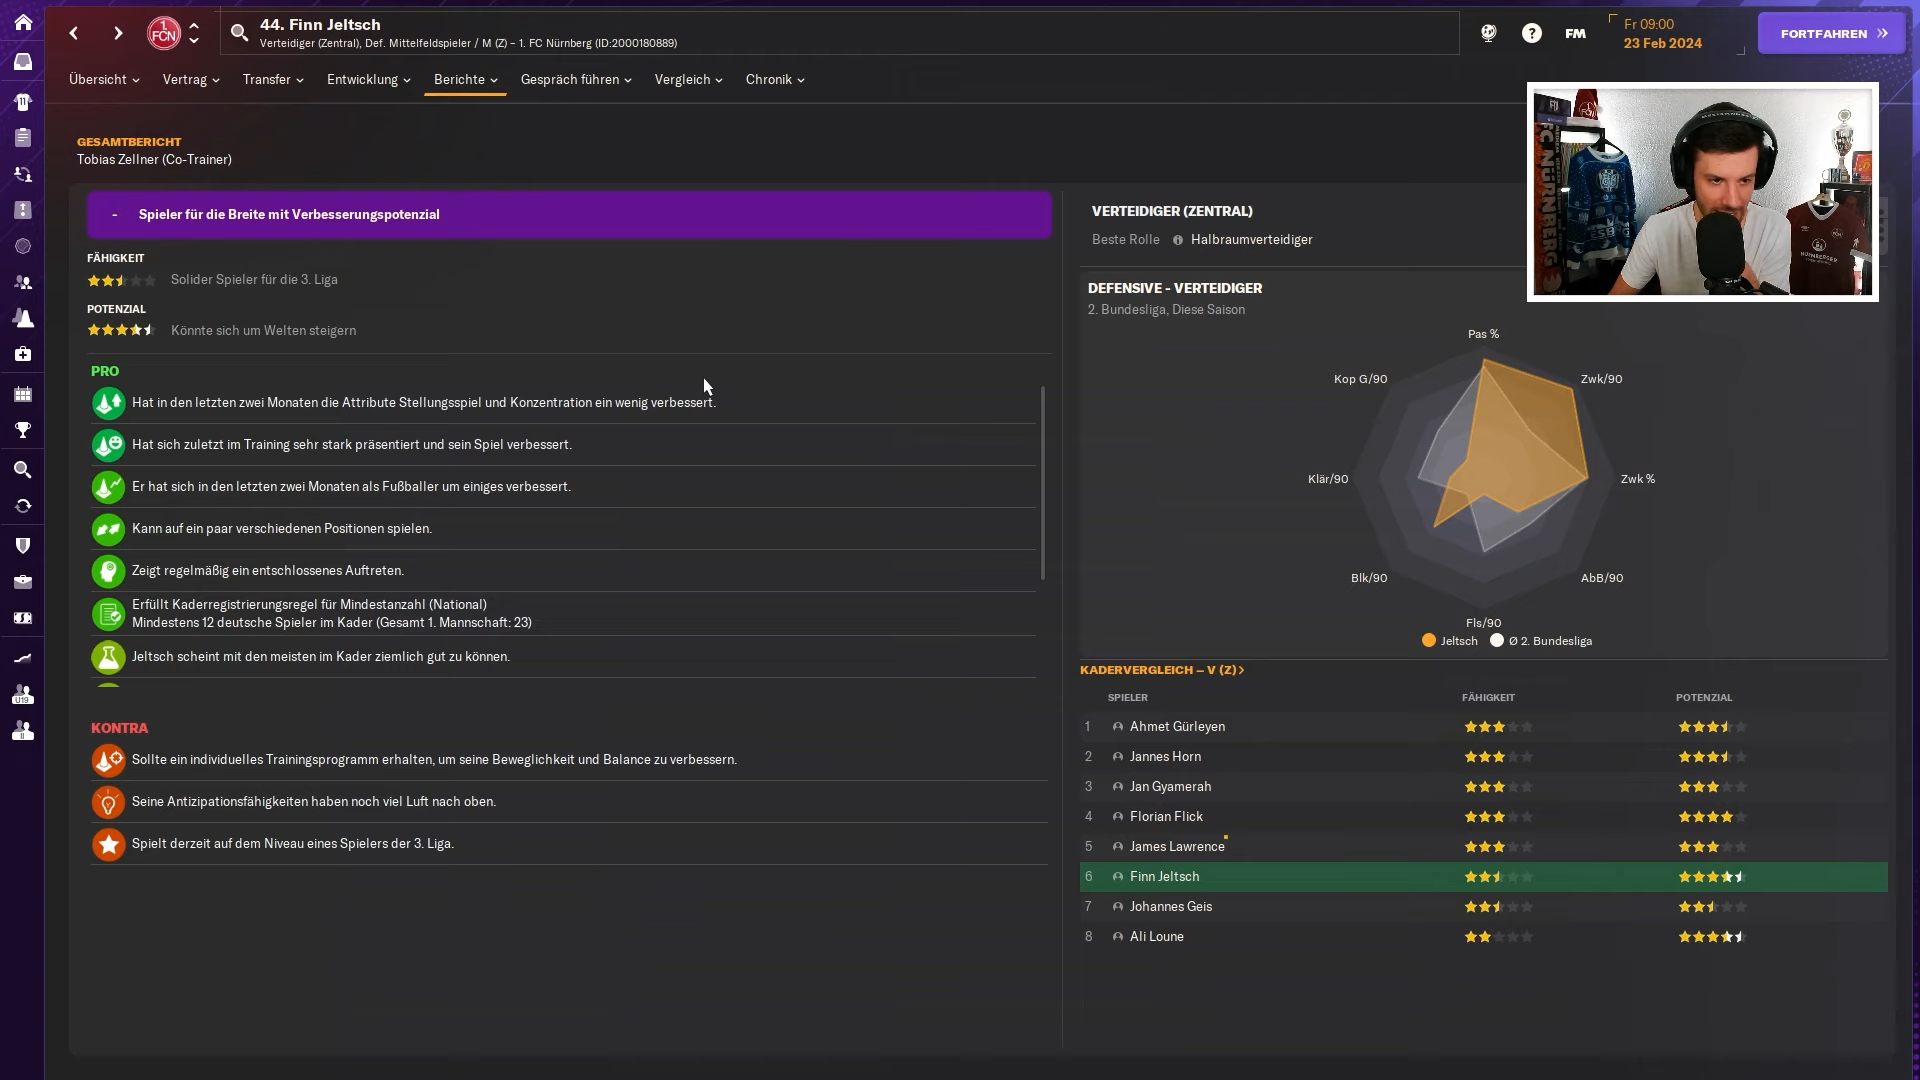 44. Finn Jeltsch
Verteidiger (Zentral), Def. Mittelfeldspieler / M (Z) – 1. FC Nürnberg (ID:2000180889)
1.
FCN
?
FM
Fr 09:00
23 Feb 2024
FORTFAHREN
Übersicht
Vertrag
Transfer
Entwicklung
Berichte
Gespräch führen
Vergleich
Chronik
GESAMTBERICHT
Tobias Zellner (Co-Trainer)
- Spieler für die Breite mit Verbesserungspotenzial
FÄHIGKEIT
Solider Spieler für die 3. Liga
POTENZIAL
Könnte sich um Welten steigern
PRO
Hat in den letzten zwei Monaten die Attribute Stellungsspiel und Konzentration ein wenig verbessert.
Hat sich zuletzt im Training sehr stark präsentiert und sein Spiel verbessert.
Er hat sich in den letzten zwei Monaten als Fußballer um einiges verbessert.
Kann auf ein paar verschiedenen Positionen spielen.
Zeigt regelmäßig ein entschlossenes Auftreten.
Erfüllt Kaderregistrierungsregel für Mindestanzahl (National)
Mindestens 12 deutsche Spieler im Kader (Gesamt 1. Mannschaft: 23)
Jeltsch scheint mit den meisten im Kader ziemlich gut zu können.
KONTRA
Sollte ein individuelles Trainingsprogramm erhalten, um seine Beweglichkeit und Balance zu verbessern.
Seine Antizipationsfähigkeiten haben noch viel Luft nach oben.
Spielt derzeit auf dem Niveau eines Spielers der 3. Liga.
VERTEIDIGER (ZENTRAL)
Beste Rolle Halbraumverteidiger
DEFENSIVE - VERTEIDIGER
2. Bundesliga, Diese Saison
Pas %
Kop G/90
Zwk/90
Klär/90
Zwk %
Blk/90
AbB/90
Fls/90
Jeltsch
Ø 2. Bundesliga
KADERVERGLEICH – V (Z)
SPIELER FÄHIGKEIT POTENZIAL
1 Ahmet Gürleyen
2 Jannes Horn
3 Jan Gyamerah
4 Florian Flick
5 James Lawrence
6 Finn Jeltsch
7 Johannes Geis
8 Ali Loune
11
U19
II
FC NÜRNBERG